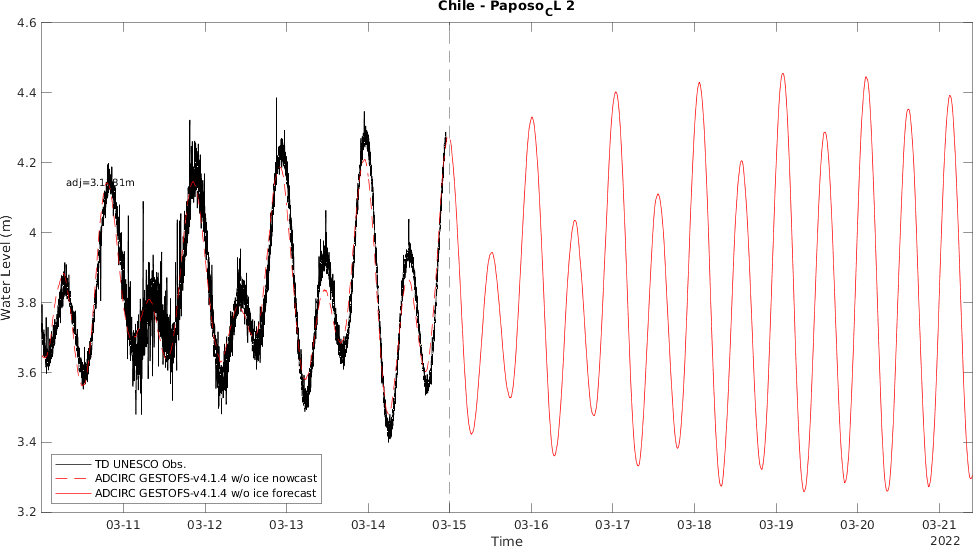 Chile - PaposoCL 2
4.6
4.4
4.2
4
3.8
3.6
3.4
3.2
Water Level (m)
TD UNESCO Obs.
ADCIRC GESTOFS-v4.1.4 w/o ice nowcast
ADCIRC GESTOFS-v4.1.4 w/o ice forecast
03-11 03-12 03-13 03-14 03-15 03-16 03-17 03-18 03-19 03-20 03-21
Time
2022